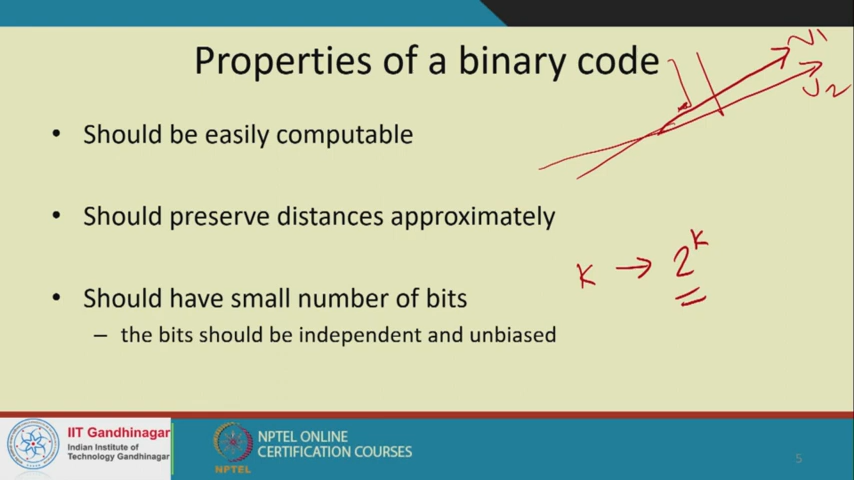 Properties of a binary code
• Should be easily computable
• Should preserve distances approximately
• Should have small number of bits
– the bits should be independent and unbiased
K → 2^K
IIT Gandhinagar
Indian Institute of
Technology Gandhinagar
NPTEL
NPTEL ONLINE
CERTIFICATION COURSES
5